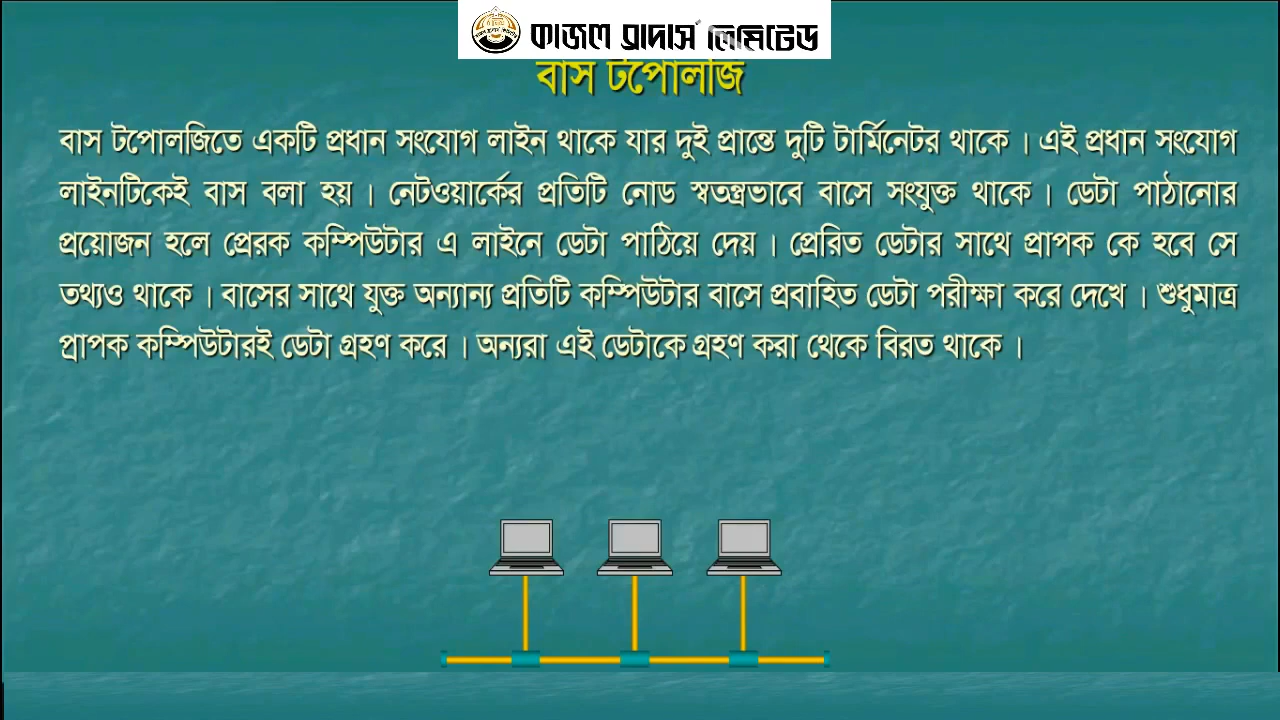 কাজল ব্রাদার্স লিমিটেড
বাস টপোলজি
বাস টপোলজিতে একটি প্রধান সংযোগ লাইন থাকে যার দুই প্রান্তে দুটি টার্মিনেটর থাকে । এই প্রধান সংযোগ
লাইনটিকেই বাস বলা হয় । নেটওয়ার্কের প্রতিটি নোড স্বতন্ত্রভাবে বাসে সংযুক্ত থাকে । ডেটা পাঠানোর
প্রয়োজন হলে প্রেরক কম্পিউটার এ লাইনে ডেটা পাঠিয়ে দেয় । প্রেরিত ডেটার সাথে প্রাপক কে হবে সে
তথ্যও থাকে । বাসের সাথে যুক্ত অন্যান্য প্রতিটি কম্পিউটার বাসে প্রবাহিত ডেটা পরীক্ষা করে দেখে । শুধুমাত্র
প্রাপক কম্পিউটারই ডেটা গ্রহণ করে । অন্যরা এই ডেটাকে গ্রহণ করা থেকে বিরত থাকে ।